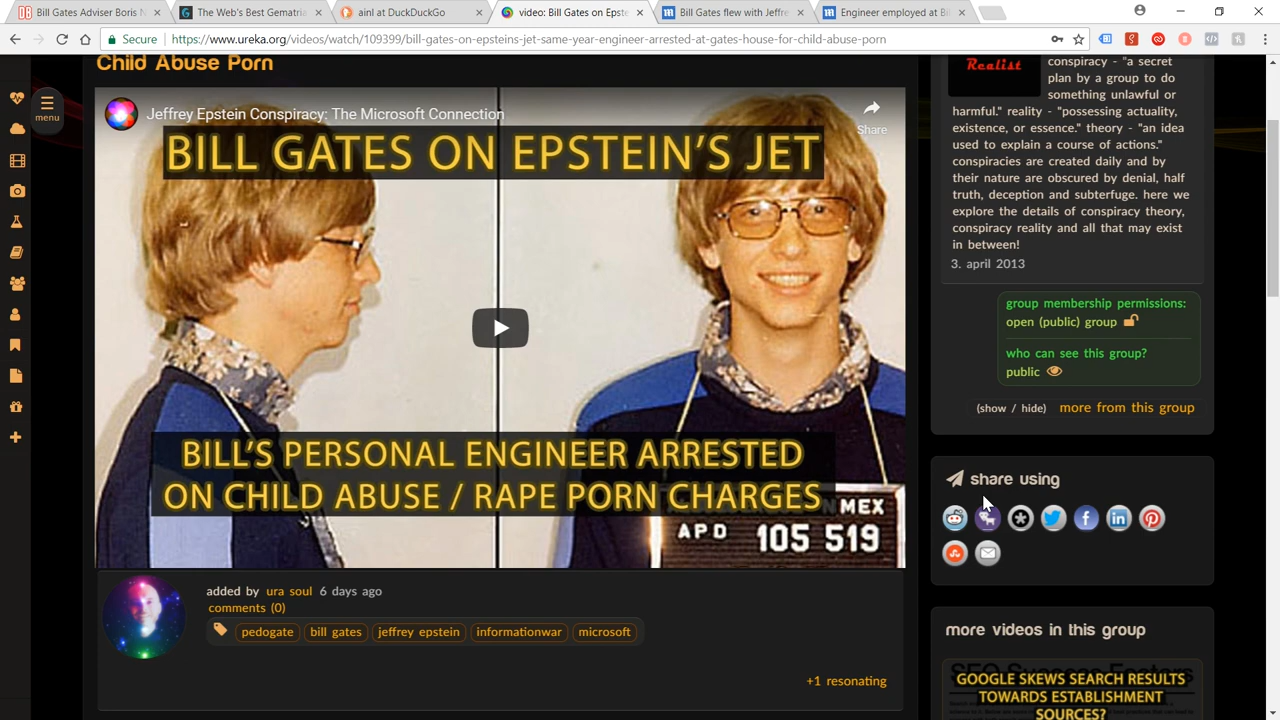 Bill Gates Adviser Boris N
The Web's Best Gematria
ainl at DuckDuckGo
video: Bill Gates on Epste
Bill Gates flew with Jeffre
Engineer employed at Bi
Secure
https://www.ureka.org/videos/watch/109399/bill-gates-on-epsteins-jet-same-year-engineer-arrested-at-gates-house-for-child-abuse-porn
menu
Child Abuse Porn
Jeffrey Epstein Conspiracy: The Microsoft Connection
Share
BILL GATES ON EPSTEIN'S JET
BILL'S PERSONAL ENGINEER ARRESTED
ON CHILD ABUSE / RAPE PORN CHARGES
MEX
APD 105 519
added by ura soul 6 days ago
comments (0)
pedogate bill gates jeffrey epstein informationwar microsoft
+1 resonating
Realist
conspiracy - "a secret
plan by a group to do
something unlawful or
harmful." reality - "possessing actuality,
existence, or essence." theory - "an idea
used to explain a course of actions."
conspiracies are created daily and by
their nature are obscured by denial, half
truth, deception and subterfuge. here we
explore the details of conspiracy theory,
conspiracy reality and all that may exist
in between!
3. april 2013
group membership permissions:
open (public) group
who can see this group?
public
(show / hide) more from this group
share using
more videos in this group
GOOGLE SKEWS SEARCH RESULTS
TOWARDS ESTABLISHMENT
SOURCES?